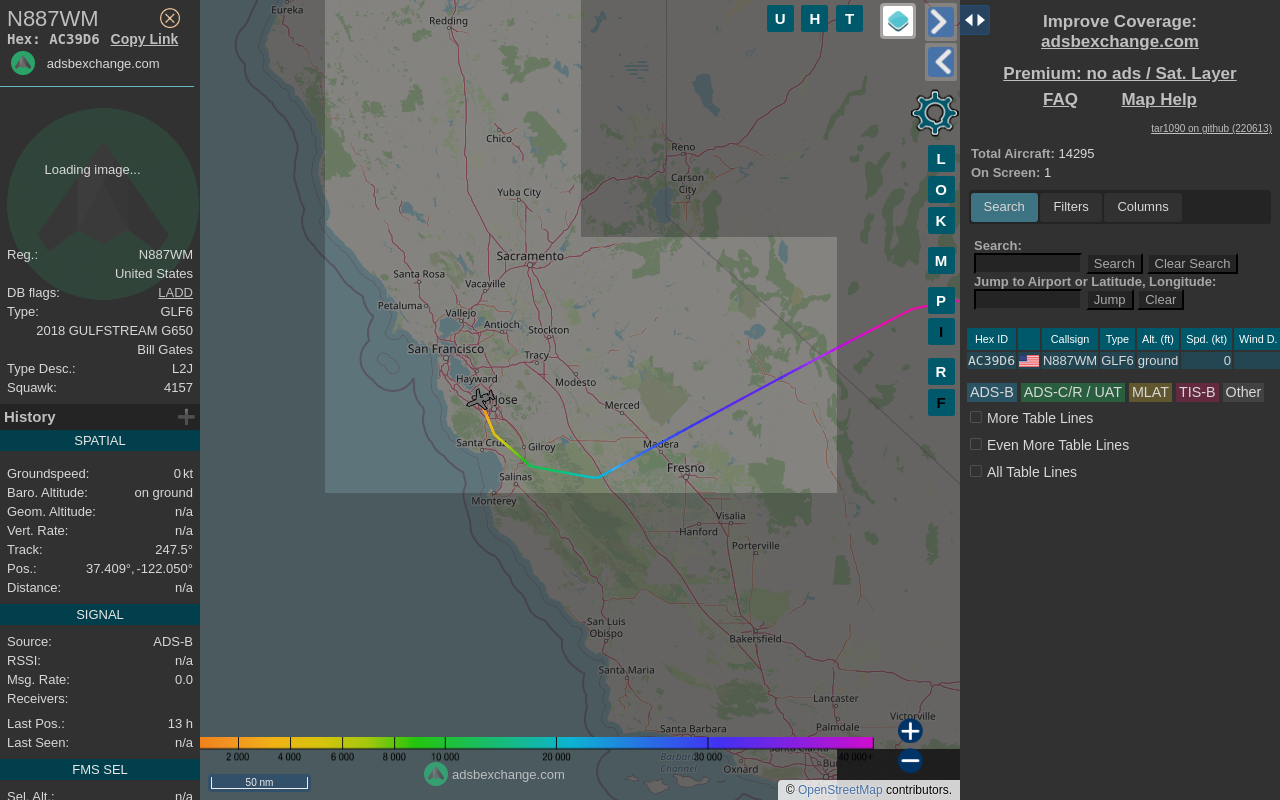 N887WM
Hex: AC39D6 Copy Link
adsbexchange.com
Loading image...
Reg.: N887WM
United States
DB flags: LADD
Type: GLF6
2018 GULFSTREAM G650
Bill Gates
Type Desc.: L2J
Squawk: 4157
History
SPATIAL
Groundspeed: 0 kt
Baro. Altitude: on ground
Geom. Altitude: n/a
Vert. Rate: n/a
Track: 247.5°
Pos.: 37.409°, -122.050°
Distance: n/a
SIGNAL
Source: ADS-B
RSSI: n/a
Msg. Rate: 0.0
Receivers:
Last Pos.: 13 h
Last Seen: n/a
FMS SEL
Sel. Alt.: n/a
Eureka
Redding
Chico
Reno
Carson
City
Yuba City
Sacramento
Santa Rosa
Vacaville
Petaluma
Vallejo
Antioch
Stockton
San Francisco
Tracy
Hayward
Modesto
Jose
Merced
Santa Cruz
Gilroy
Madera
Salinas
Fresno
Monterey
Visalia
Hanford
Porterville
San Luis
Obispo
Bakersfield
Santa Maria
Lancaster
Victorville
Palmdale
Santa Barbara
Channel
Oxnard
U H T
L
O
K
M
P
I
R
F
2 000 4 000 6 000 8 000 10 000 20 000 30 000 40 000+
50 nm
adsbexchange.com
© OpenStreetMap contributors.
Improve Coverage:
adsbexchange.com
Premium: no ads / Sat. Layer
FAQ Map Help
tar1090 on github (220613)
Total Aircraft: 14295
On Screen: 1
Search Filters Columns
Search:
Search Clear Search
Jump to Airport or Latitude, Longitude:
Jump Clear
Hex ID Callsign Type Alt. (ft) Spd. (kt) Wind D.
AC39D6 N887WM GLF6 ground 0
ADS-B ADS-C/R / UAT MLAT TIS-B Other
More Table Lines
Even More Table Lines
All Table Lines